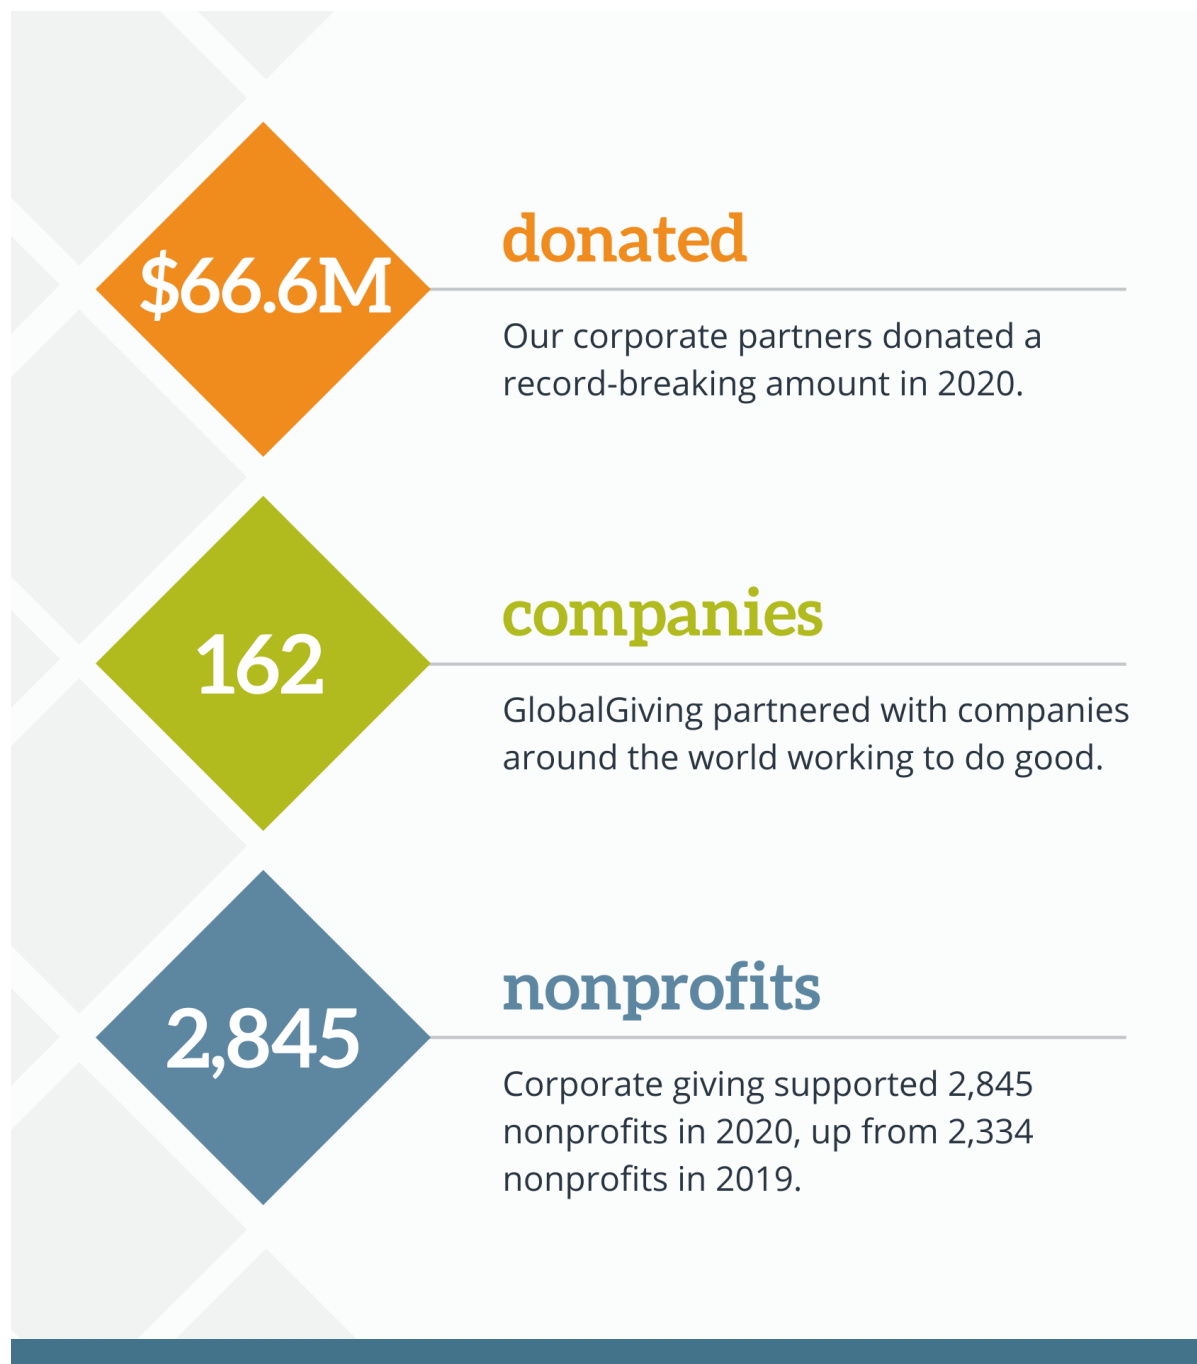 $66.6M
donated
Our corporate partners donated a
record-breaking amount in 2020.
162
companies
GlobalGiving partnered with companies
around the world working to do good.
2,845
nonprofits
Corporate giving supported 2,845
nonprofits in 2020, up from 2,334
nonprofits in 2019.